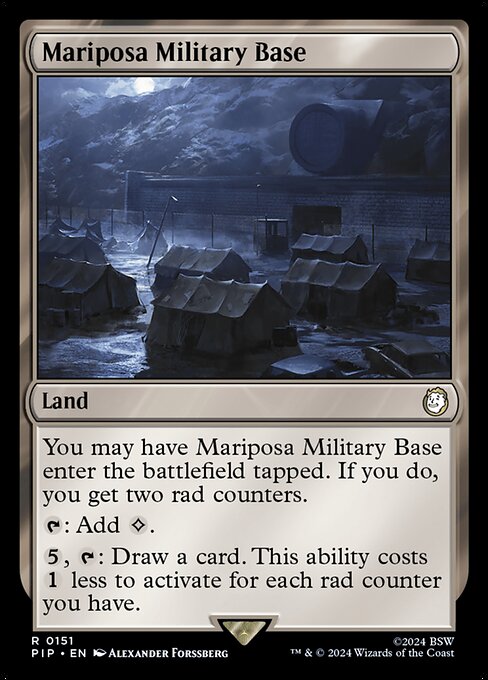 Mariposa Military Base
Land
You may have Mariposa Military Base
enter the battlefield tapped. If you do,
you get two rad counters.
: Add .
5, : Draw a card. This ability costs
1 less to activate for each rad counter
you have.
R 0151
PIP • EN ALEXANDER FORSSBERG
©2024 BSW
™ & © 2024 Wizards of the Coast